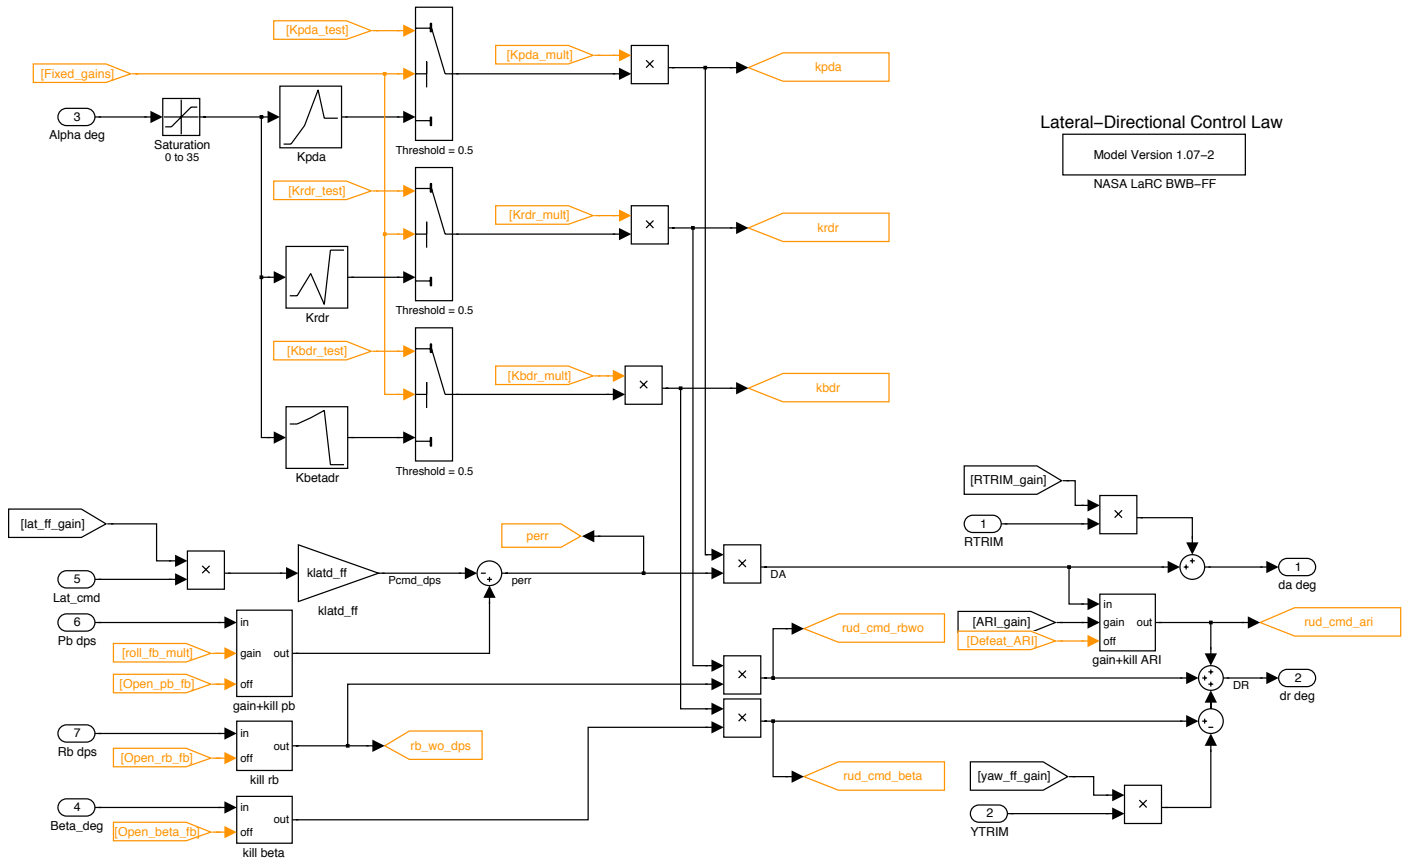 [Kpda_test]
[Kpda_mult]
×
kpda
[Fixed_gains]
3
Alpha deg
Saturation
0 to 35
Kpda
Threshold = 0.5
Lateral−Directional Control Law
Model Version 1.07−2
NASA LaRC BWB−FF
[Krdr_test]
[Krdr_mult]
×
krdr
Krdr
Threshold = 0.5
[Kbdr_test]
[Kbdr_mult]
×
kbdr
Kbetadr
Threshold = 0.5
[RTRIM_gain]
×
1
RTRIM
[lat_ff_gain]
×
5
Lat_cmd
klatd_ff
klatd_ff
Pcmd_dps
−
+
perr
perr
×
DA
+
+
1
da deg
6
Pb dps
in
[roll_fb_mult]
gain
out
[Open_pb_fb]
off
gain+kill pb
rud_cmd_rbwo
[ARI_gain]
[Defeat_ARI]
in
gain
out
off
gain+kill ARI
rud_cmd_ari
×
+
+
+
DR
2
dr deg
7
Rb dps
in
[Open_rb_fb]
off
out
kill rb
rb_wo_dps
×
+
−
rud_cmd_beta
[yaw_ff_gain]
×
2
YTRIM
4
Beta_deg
in
[Open_beta_fb]
off
out
kill beta